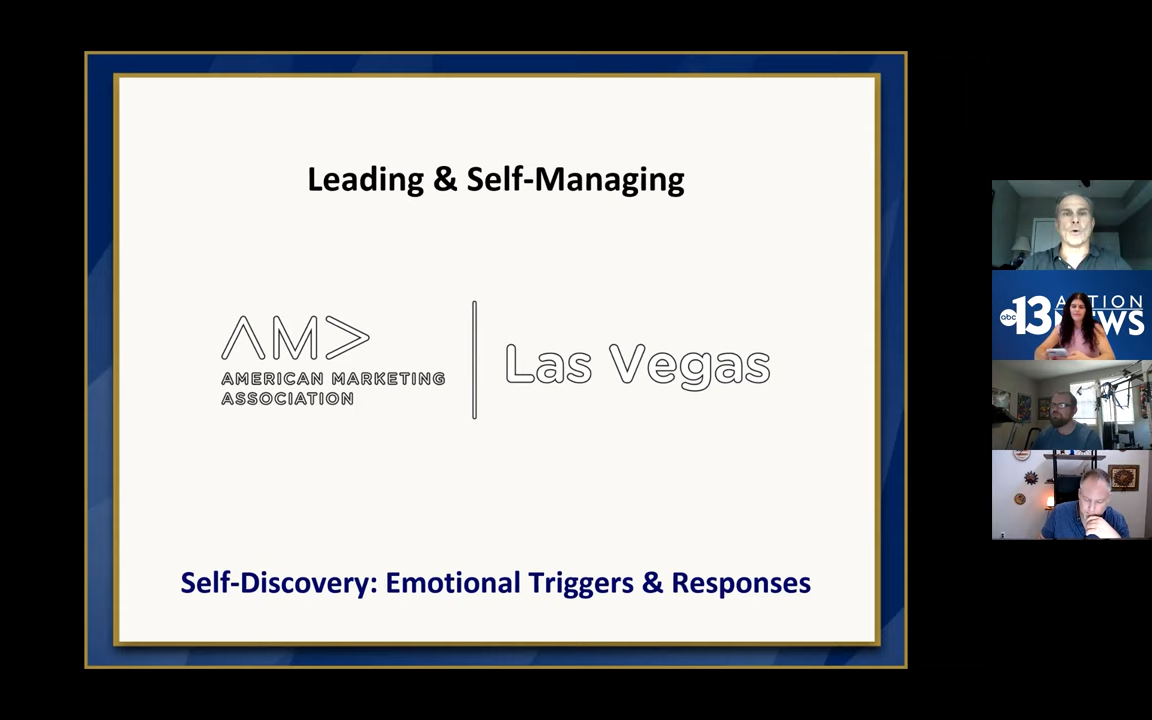 Leading & Self-Managing
AMA
AMERICAN MARKETING
ASSOCIATION
Las Vegas
Self-Discovery: Emotional Triggers & Responses
abc 13 ACTION
NEWS